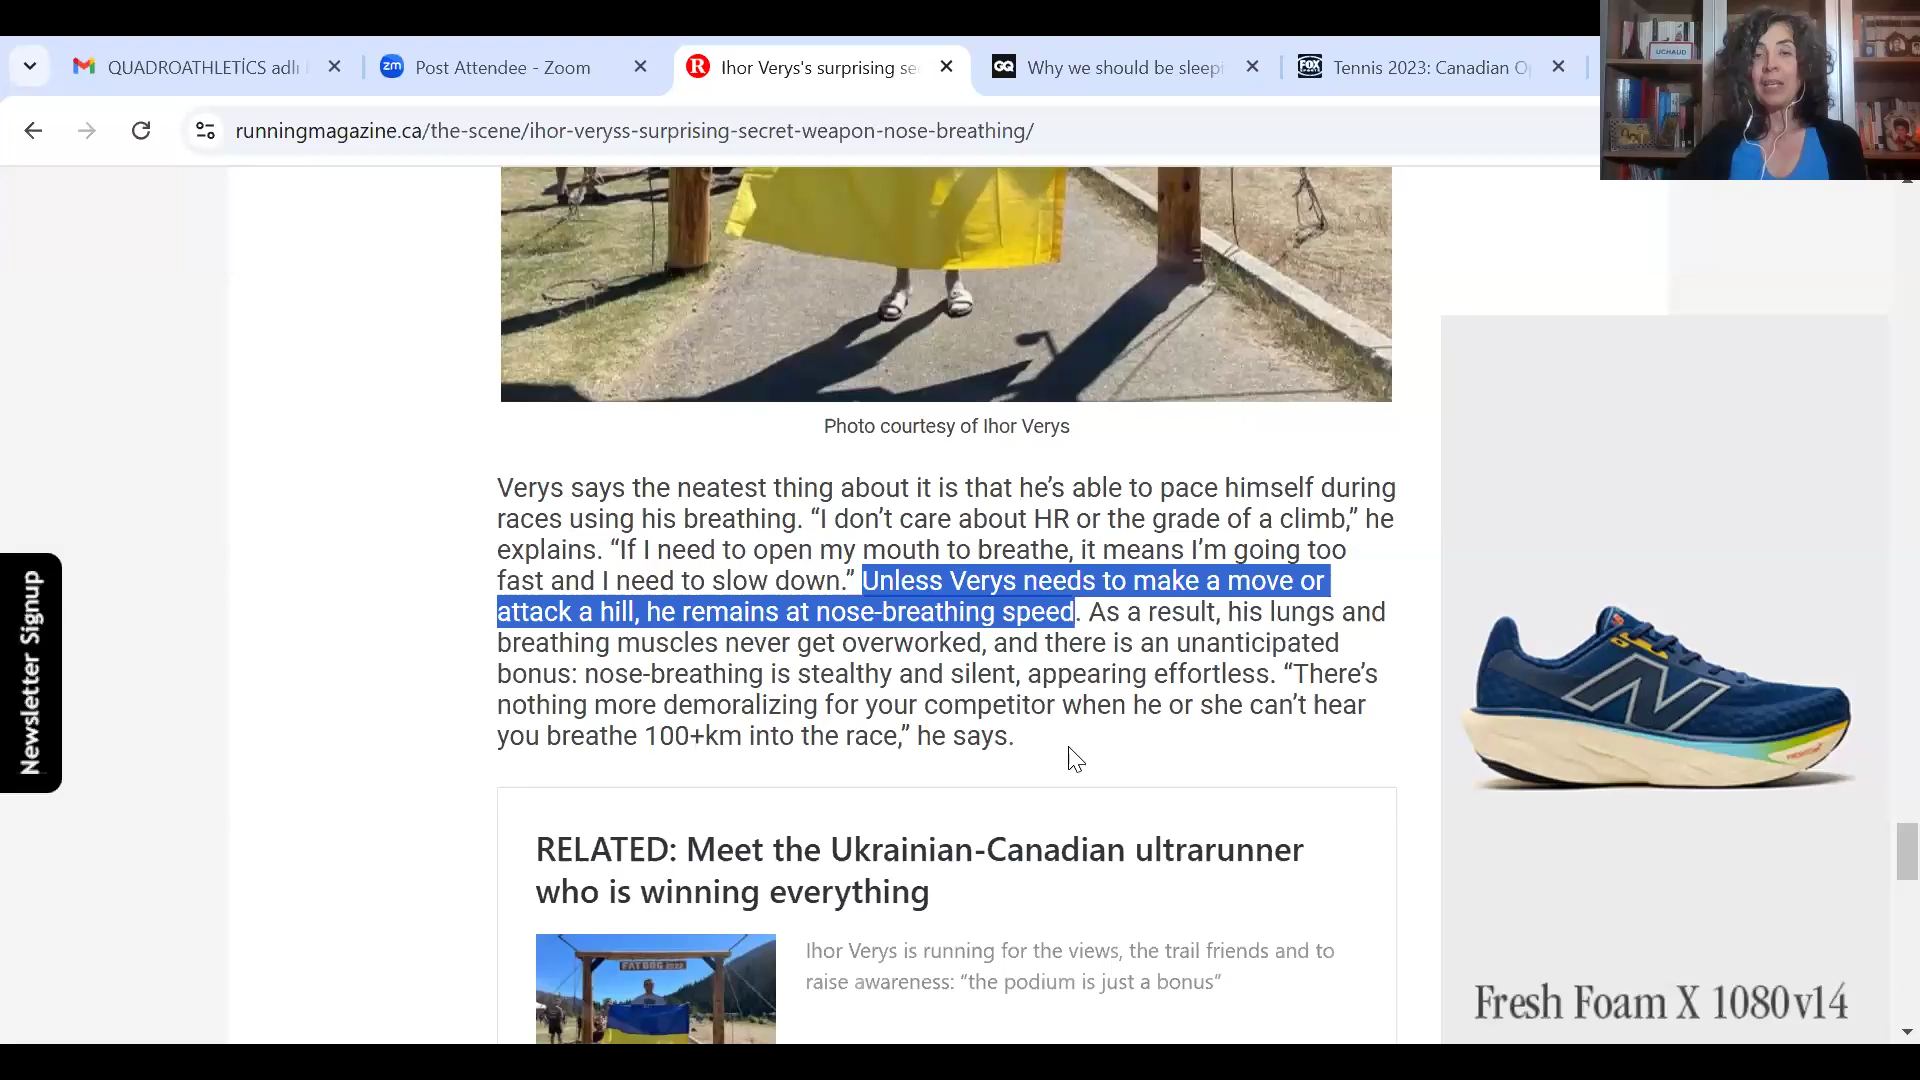 QUADROATHLETİCS adlı
Post Attendee - Zoom
Ihor Verys's surprising se
Why we should be sleepi
Tennis 2023: Canadian O
runningmagazine.ca/the-scene/ihor-veryss-surprising-secret-weapon-nose-breathing/
UCHAUD
Photo courtesy of Ihor Verys
Verys says the neatest thing about it is that he’s able to pace himself during
races using his breathing. “I don’t care about HR or the grade of a climb,” he
explains. “If I need to open my mouth to breathe, it means I’m going too
fast and I need to slow down.” Unless Verys needs to make a move or
attack a hill, he remains at nose-breathing speed. As a result, his lungs and
breathing muscles never get overworked, and there is an unanticipated
bonus: nose-breathing is stealthy and silent, appearing effortless. “There’s
nothing more demoralizing for your competitor when he or she can’t hear
you breathe 100+km into the race,” he says.
Newsletter Signup
RELATED: Meet the Ukrainian-Canadian ultrarunner
who is winning everything
FAT DOG 2022
Ihor Verys is running for the views, the trail friends and to
raise awareness: “the podium is just a bonus”
Fresh Foam X 1080v14